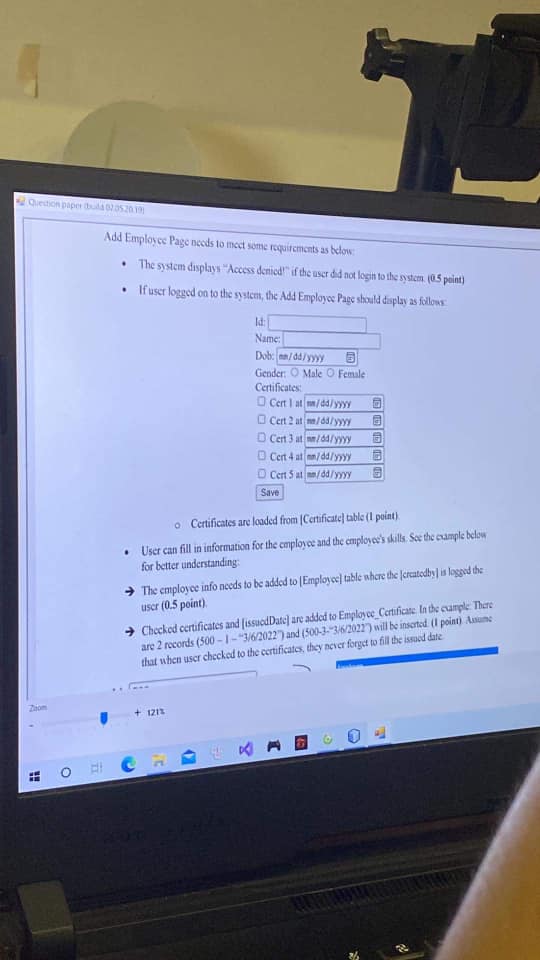 Question paper (build 02.05.20.19)
Add Employee Page needs to meet some requirements as below:
• The system displays "Access denied!" if the user did not login to the system. (0.5 point)
• If user logged on to the system, the Add Employee Page should display as follows:
Id:
Name:
Dob: mm/dd/yyyy
Gender: Male Female
Certificates:
Cert 1 at mm/dd/yyyy
Cert 2 at mm/dd/yyyy
Cert 3 at mm/dd/yyyy
Cert 4 at mm/dd/yyyy
Cert 5 at mm/dd/yyyy
Save
o Certificates are loaded from [Certificate] table (1 point).
• User can fill in information for the employee and the employee's skills. See the example below
for better understanding:
→ The employee info needs to be added to [Employee] table where the [createdby] is logged the
user (0.5 point).
→ Checked certificates and [issuedDate] are added to Employee_Certificate. In the example: There
are 2 records (500 – 1 – "3/6/2022") and (500-3-"3/6/2022") will be inserted. (1 point). Assume
that when user checked to the certificates, they never forget to fill the issued date.
Zoom
- + 121%